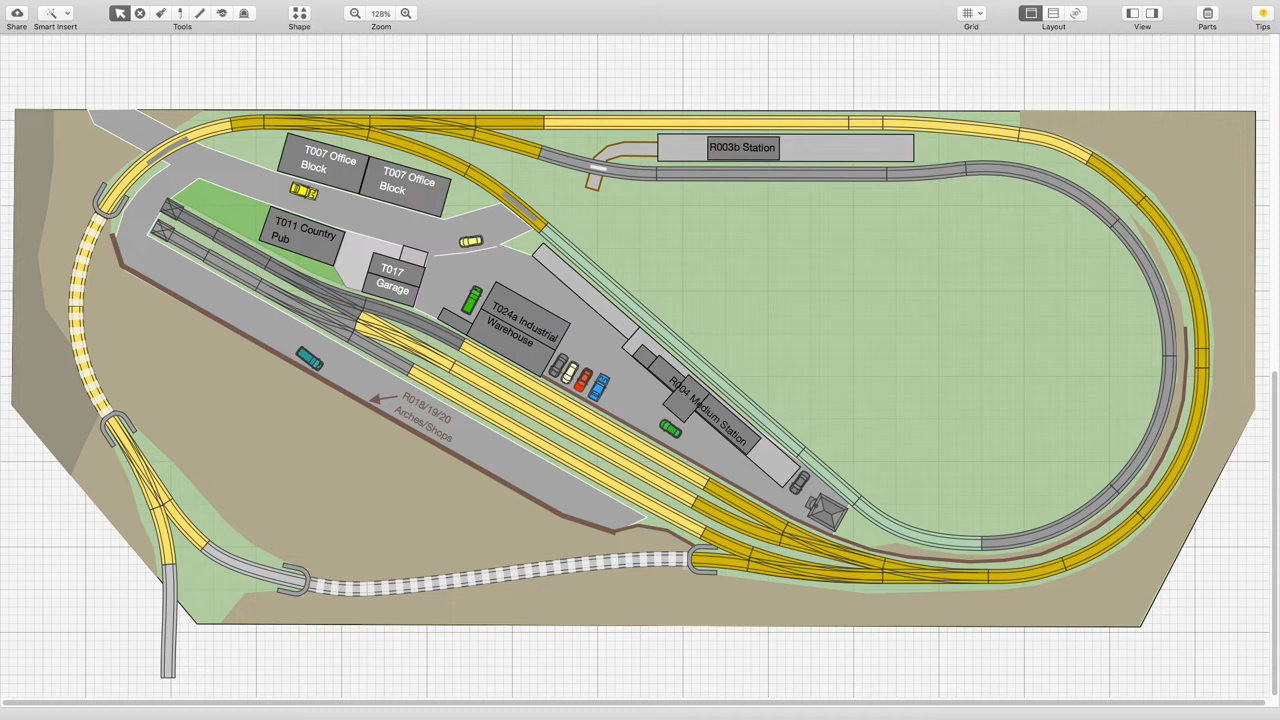 128%
Share
Smart Insert
Tools
Shape
Zoom
Grid
Layout
View
Parts
Tips
T007 Office
Block
T007 Office
Block
R003b Station
T011 Country
Pub
T017
Garage
T024a Industrial
Warehouse
R004 Medium Station
R018/19/20
Arches/Shops